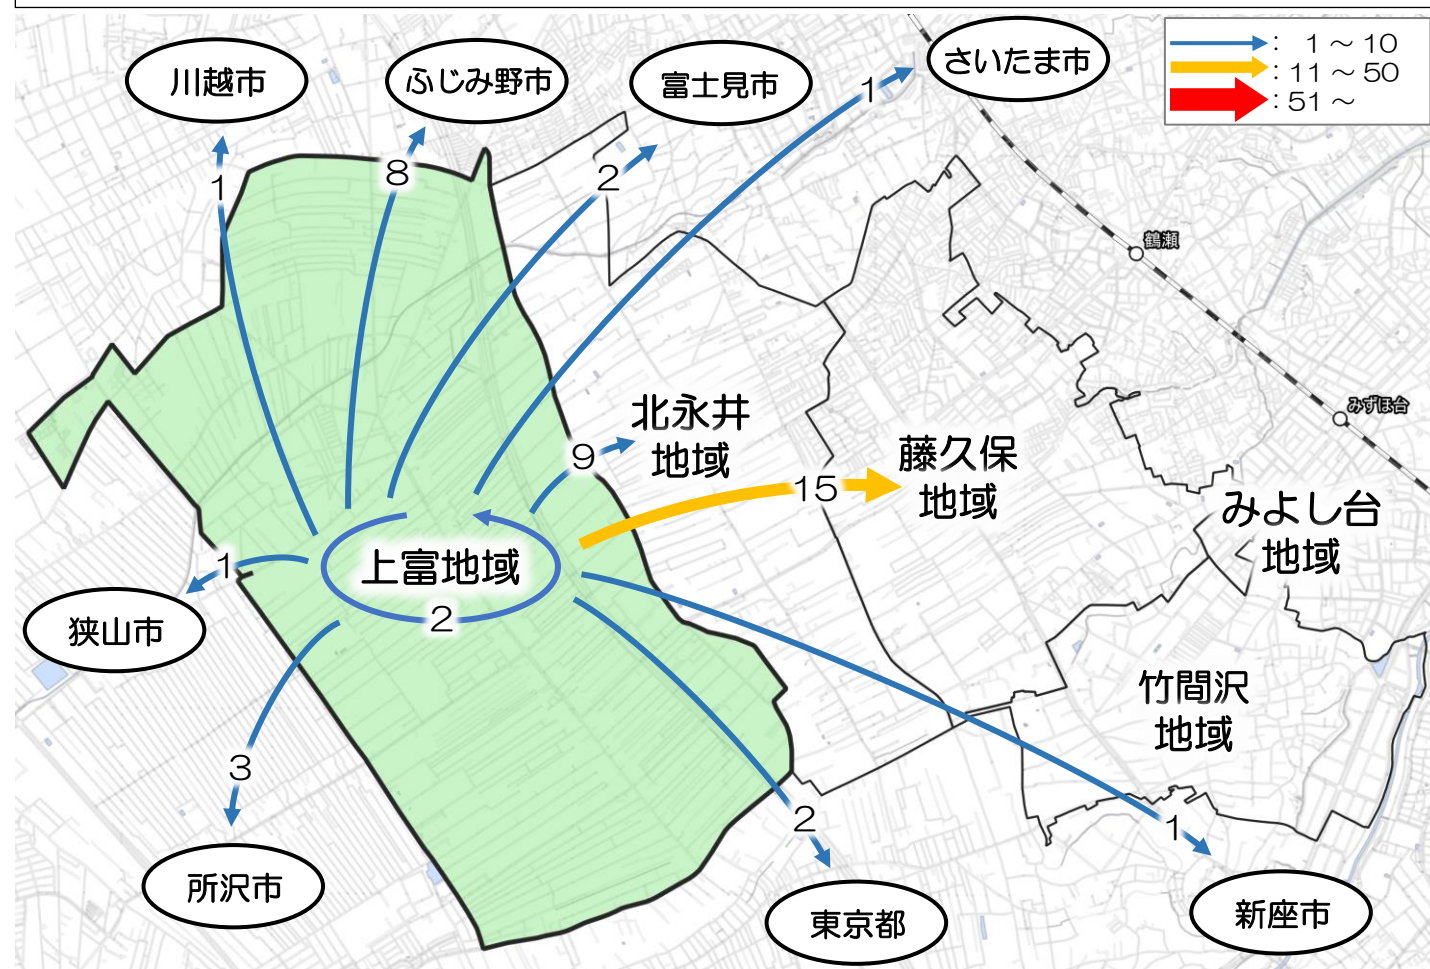 川越市
ふじみ野市
富士見市
さいたま市
: 1～10
: 11～50
: 51～
1
8
2
1
鶴瀬
みずほ台
北永井
地域
9
藤久保
地域
15
みよし台
地域
上富地域
2
1
狭山市
竹間沢
地域
3
2
1
所沢市
東京都
新座市